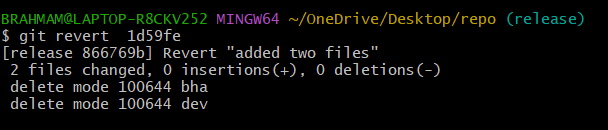 BRAHMAM@LAPTOP-R8CKV252 MINGW64 ~/OneDrive/Desktop/repo (release)
$ git revert  1d59fe
[release 866769b] Revert "added two files"
 2 files changed, 0 insertions(+), 0 deletions(-)
 delete mode 100644 bha
 delete mode 100644 dev